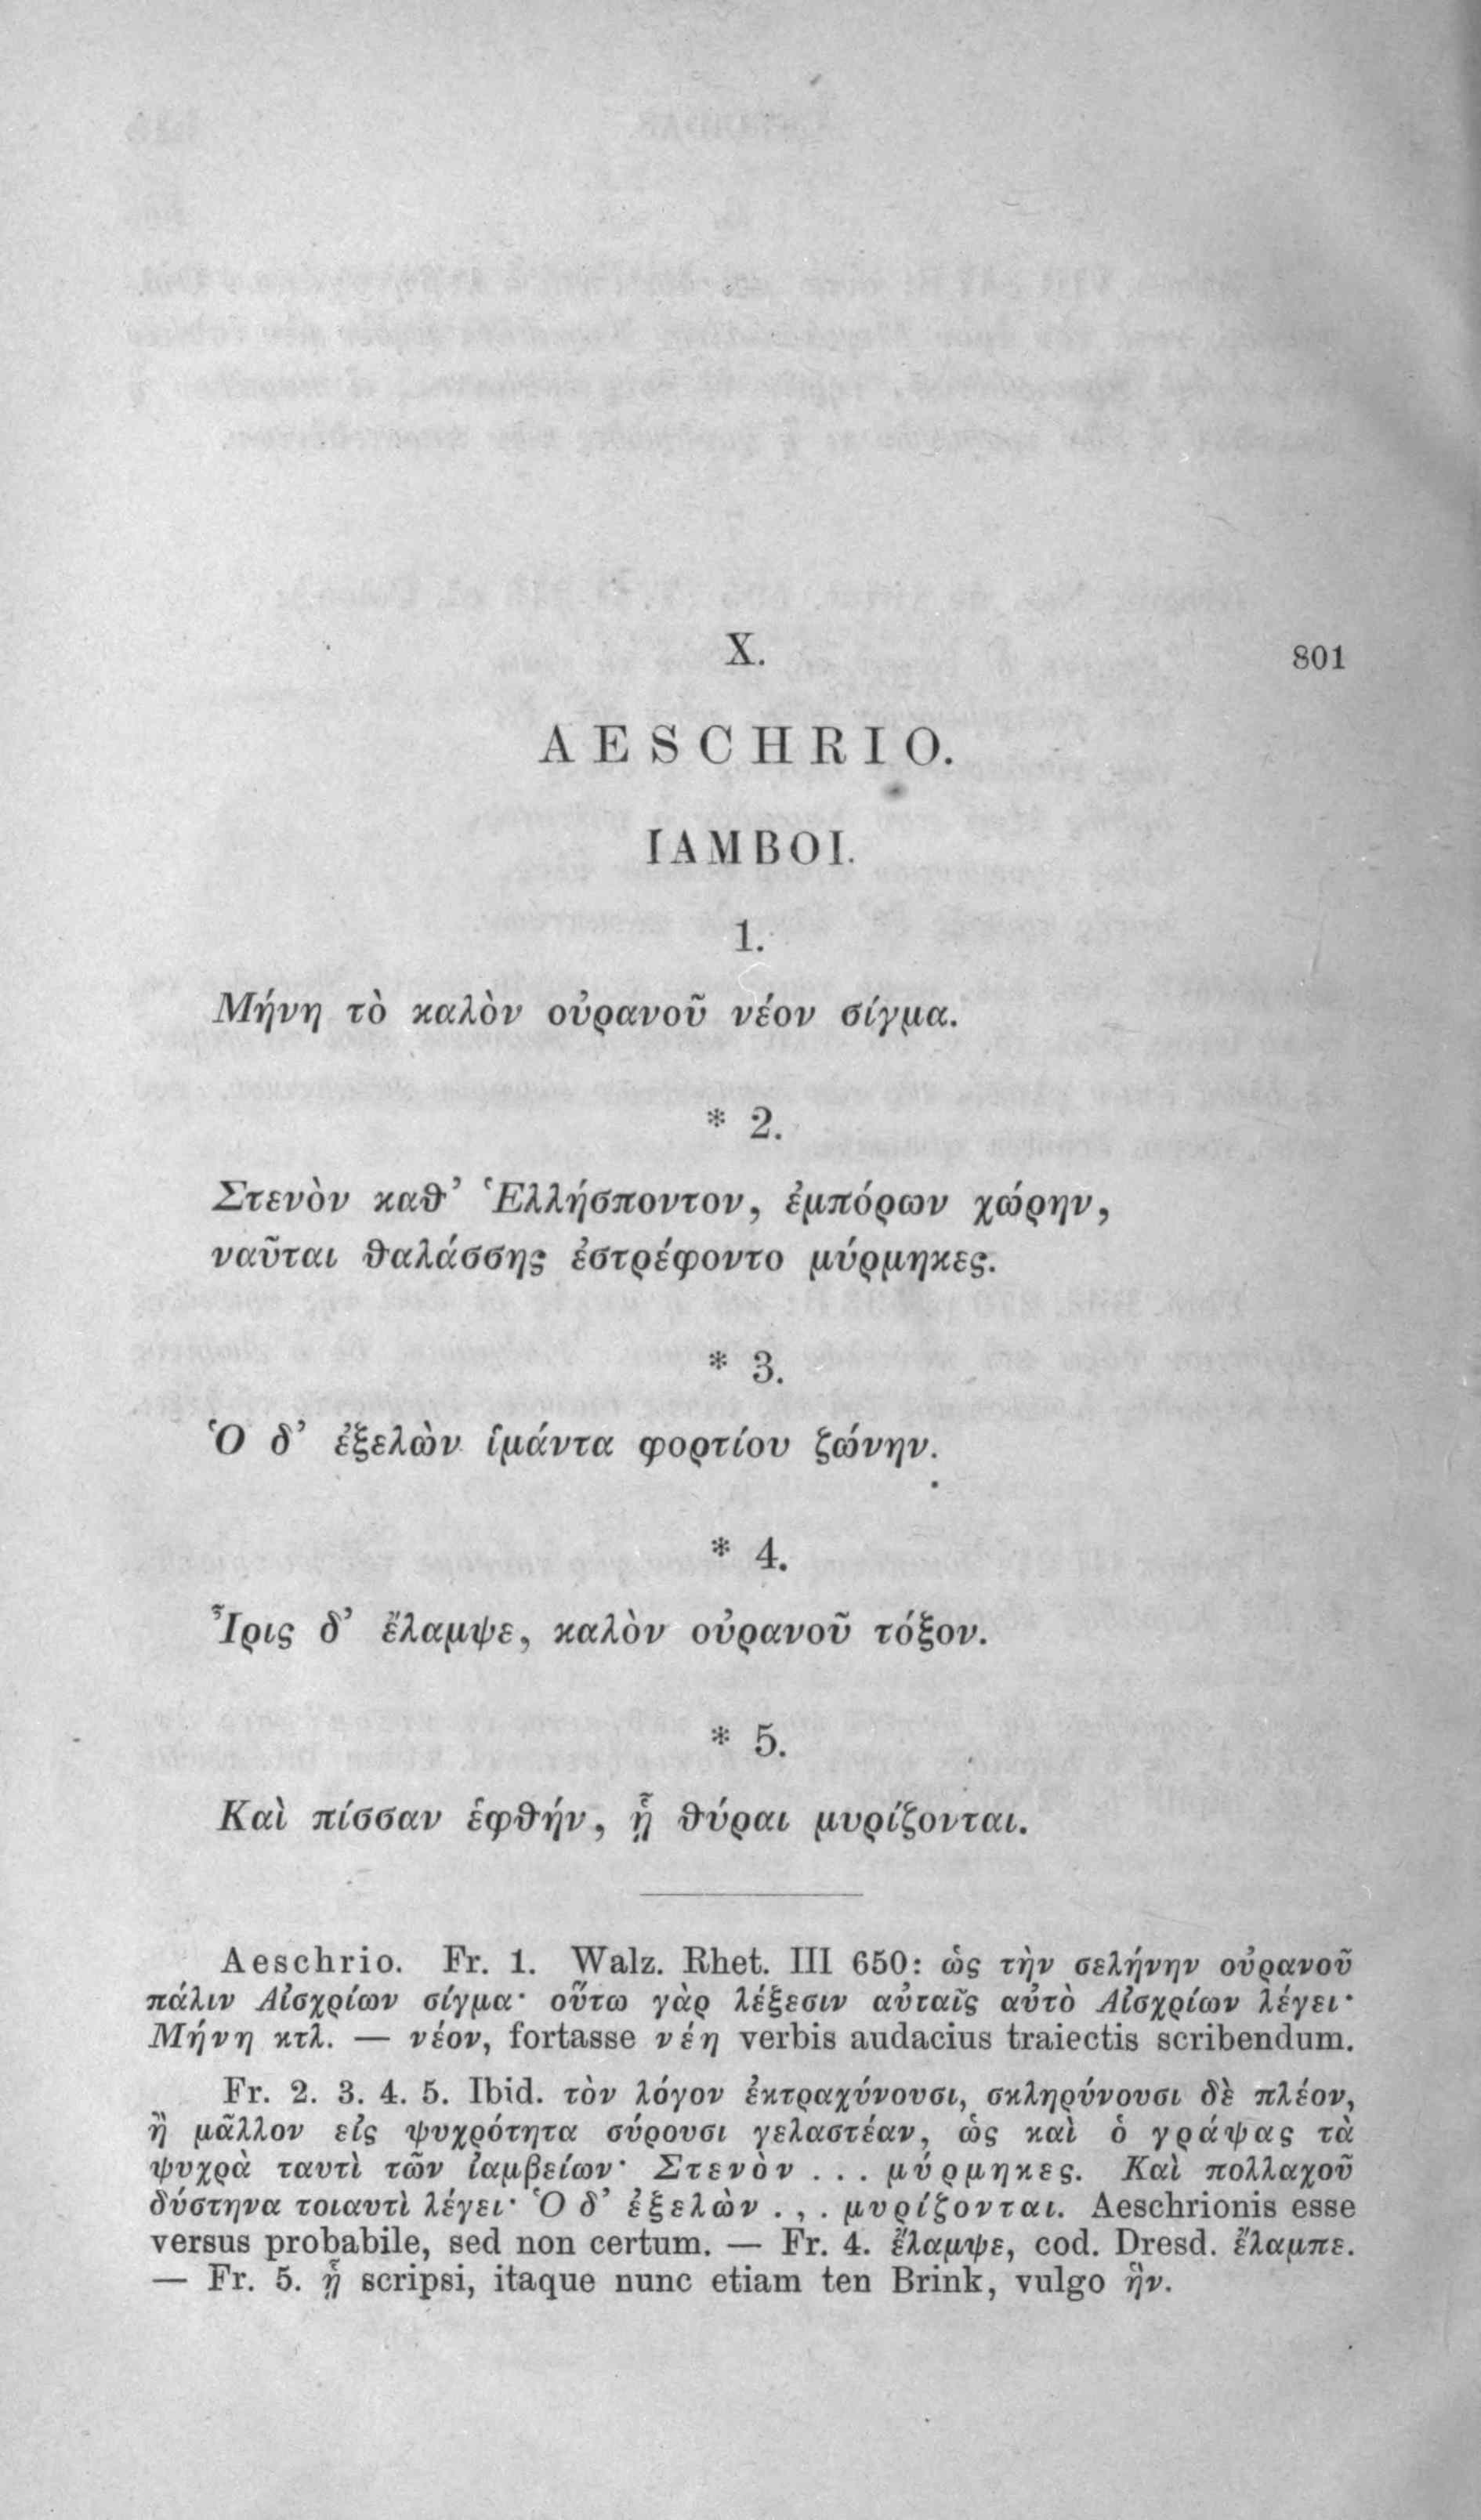 X.
801
AESCHRIO.
IAMBOI.
1.
Μήνη τὸ καλὸν οὐρανοῦ νέον σίγμα.
* 2.
Στενὸν καθ’ Ἑλλήσποντον, ἐμπόρων χώρην,
ναῦται θαλάσσης ἐστρέφοντο μύρμηκες.
* 3.
Ὁ δ’ ἐξελὼν ἱμάντα φορτίου ζώνην.
* 4.
Ἶρις δ’ ἔλαμψε, καλὸν οὐρανοῦ τόξον.
* 5.
Καὶ πίσσαν ἑφθήν, ᾗ θύραι μυρίζονται.
Aeschrio. Fr. 1. Walz. Rhet. III 650: ὡς τὴν σελήνην οὐρανοῦ
πάλιν Αἰσχρίων σίγμα· οὕτω γὰρ λέξεσιν αὐταῖς αὐτὸ Αἰσχρίων λέγει·
Μήνη κτλ. — νέον, fortasse νέη verbis audacius traiectis scribendum.
Fr. 2. 3. 4. 5. Ibid. τὸν λόγον ἐκτραχύνουσι, σκληρύνουσι δὲ πλέον,
ἢ μᾶλλον εἰς ψυχρότητα σύρουσι γελαστέαν, ὡς καὶ ὁ γράψας τὰ
ψυχρὰ ταυτὶ τῶν ἰαμβείων· Στενὸν ... μύρμηκες. Καὶ πολλαχοῦ
δύστηνα τοιαυτὶ λέγει· Ὁ δ’ ἐξελὼν . , . μυρίζονται. Aeschrionis esse
versus probabile, sed non certum. — Fr. 4. ἔλαμψε, cod. Dresd. ἔλαμπε.
— Fr. 5. ᾗ scripsi, itaque nunc etiam ten Brink, vulgo ἣν.